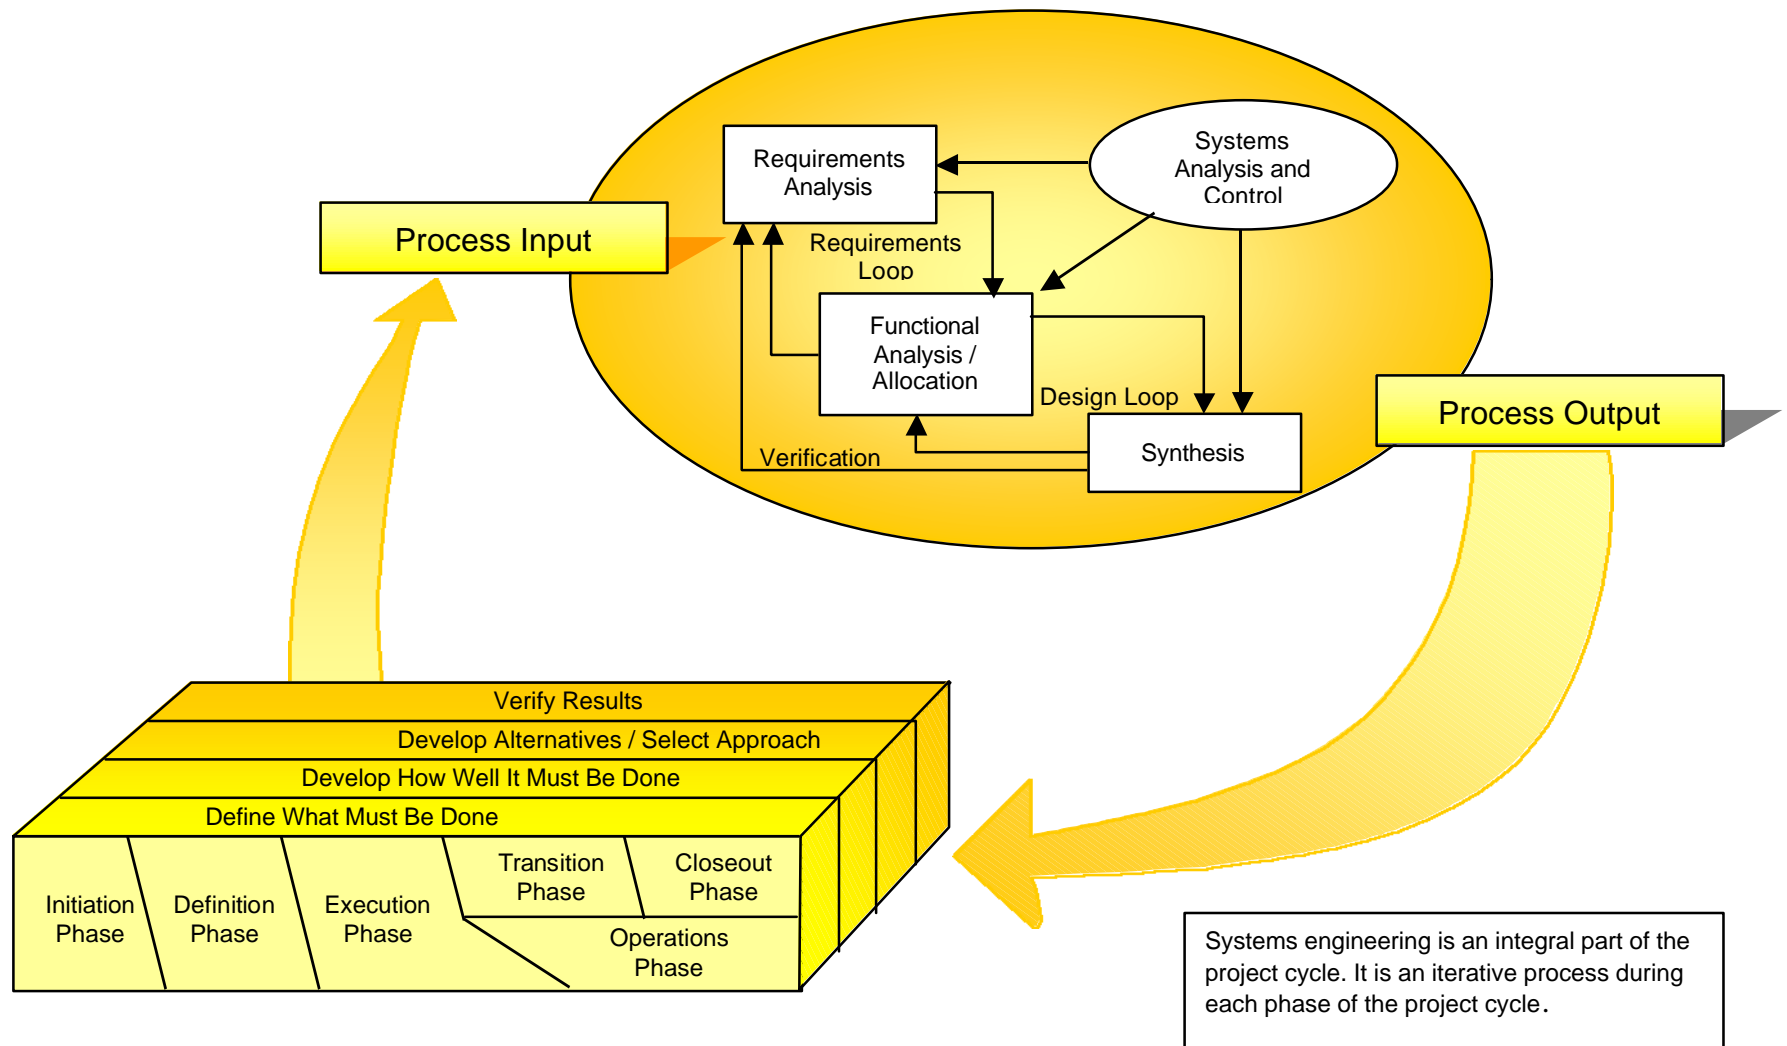 Systems
Analysis and
Control
Requirements
Analysis
Process Input
Requirements
Loop
Functional
Analysis /
Allocation
Design Loop
Process Output
Verification
Synthesis
Verify Results
Develop Alternatives / Select Approach
Develop How Well It Must Be Done
Define What Must Be Done
Initiation
Phase
Definition
Phase
Execution
Phase
Transition
Phase
Closeout
Phase
Operations
Phase
Systems engineering is an integral part of the
project cycle. It is an iterative process during
each phase of the project cycle.